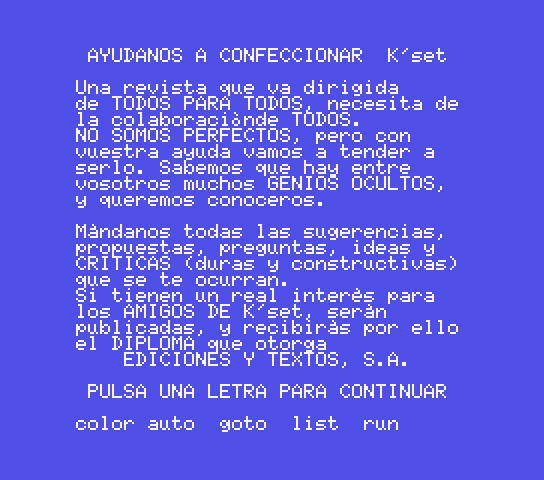 AYUDANOS A CONFECCIONAR  K´set
Una revista que va dirigida
de TODOS PARA TODOS, necesita de
la colaboraciònde TODOS.
NO SOMOS PERFECTOS, pero con
vuestra ayuda vamos a tender a
serlo. Sabemos que hay entre
vosotros muchos GENIOS OCULTOS,
y queremos conoceros.
Màndanos todas las sugerencias,
propuestas, preguntas, ideas y
CRITICAS (duras y constructivas)
que se te ocurran.
Si tienen un real interès para
los AMIGOS DE K´set, seràn
publicadas, y recibiràs por ello
el DIPLOMA que otorga
EDICIONES Y TEXTOS, S.A.
PULSA UNA LETRA PARA CONTINUAR
color auto  goto  list  run